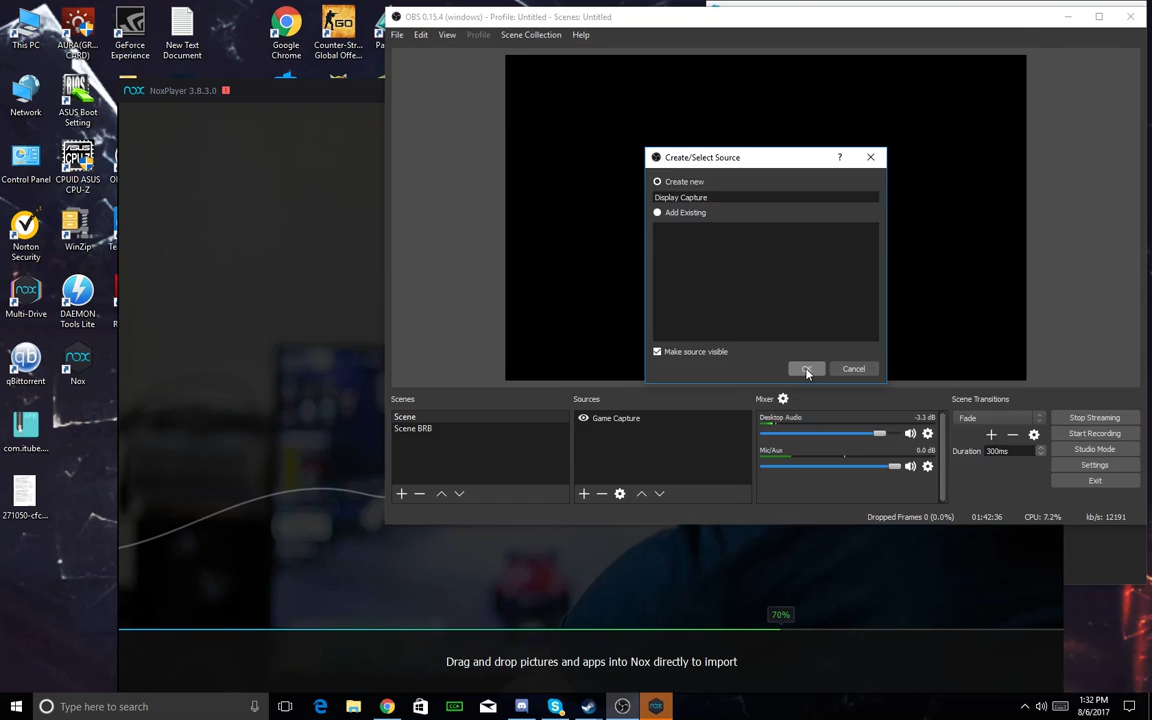 OBS 0.15.4 (windows) - Profile: Untitled - Scenes: Untitled
File Edit View Profile Scene Collection Help
This PC
AURA(GR...
CARD)
GeForce
Experience
New Text
Document
Google
Chrome
Counter-Str...
Global Offe...
Network
ASUS Boot
Setting
BIOS
NoxPlayer 3.8.3.0
nox
Control Panel
CPUID ASUS
CPU-Z
Norton
Security
WinZip
Multi-Drive
DAEMON
Tools Lite
qBittorrent
Nox
com.itube....
271050-cfc...
Create/Select Source
Create new
Display Capture
Add Existing
Make source visible
Cancel
Scenes
Scene
Scene BRB
Sources
Game Capture
Mixer
Desktop Audio -3.3 dB
Mic/Aux 0.0 dB
Scene Transitions
Fade
Duration 300ms
Stop Streaming
Start Recording
Studio Mode
Settings
Exit
Dropped Frames 0 (0.0%) 01:42:36 CPU: 7.2% kb/s: 12191
70%
Drag and drop pictures and apps into Nox directly to import
Type here to search
1:32 PM
8/6/2017